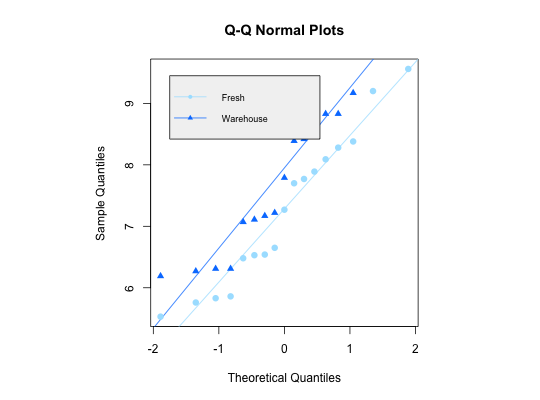 Q-Q Normal Plots
Fresh
Warehouse
9
8
7
6
Sample Quantiles
-2 -1 0 1 2
Theoretical Quantiles